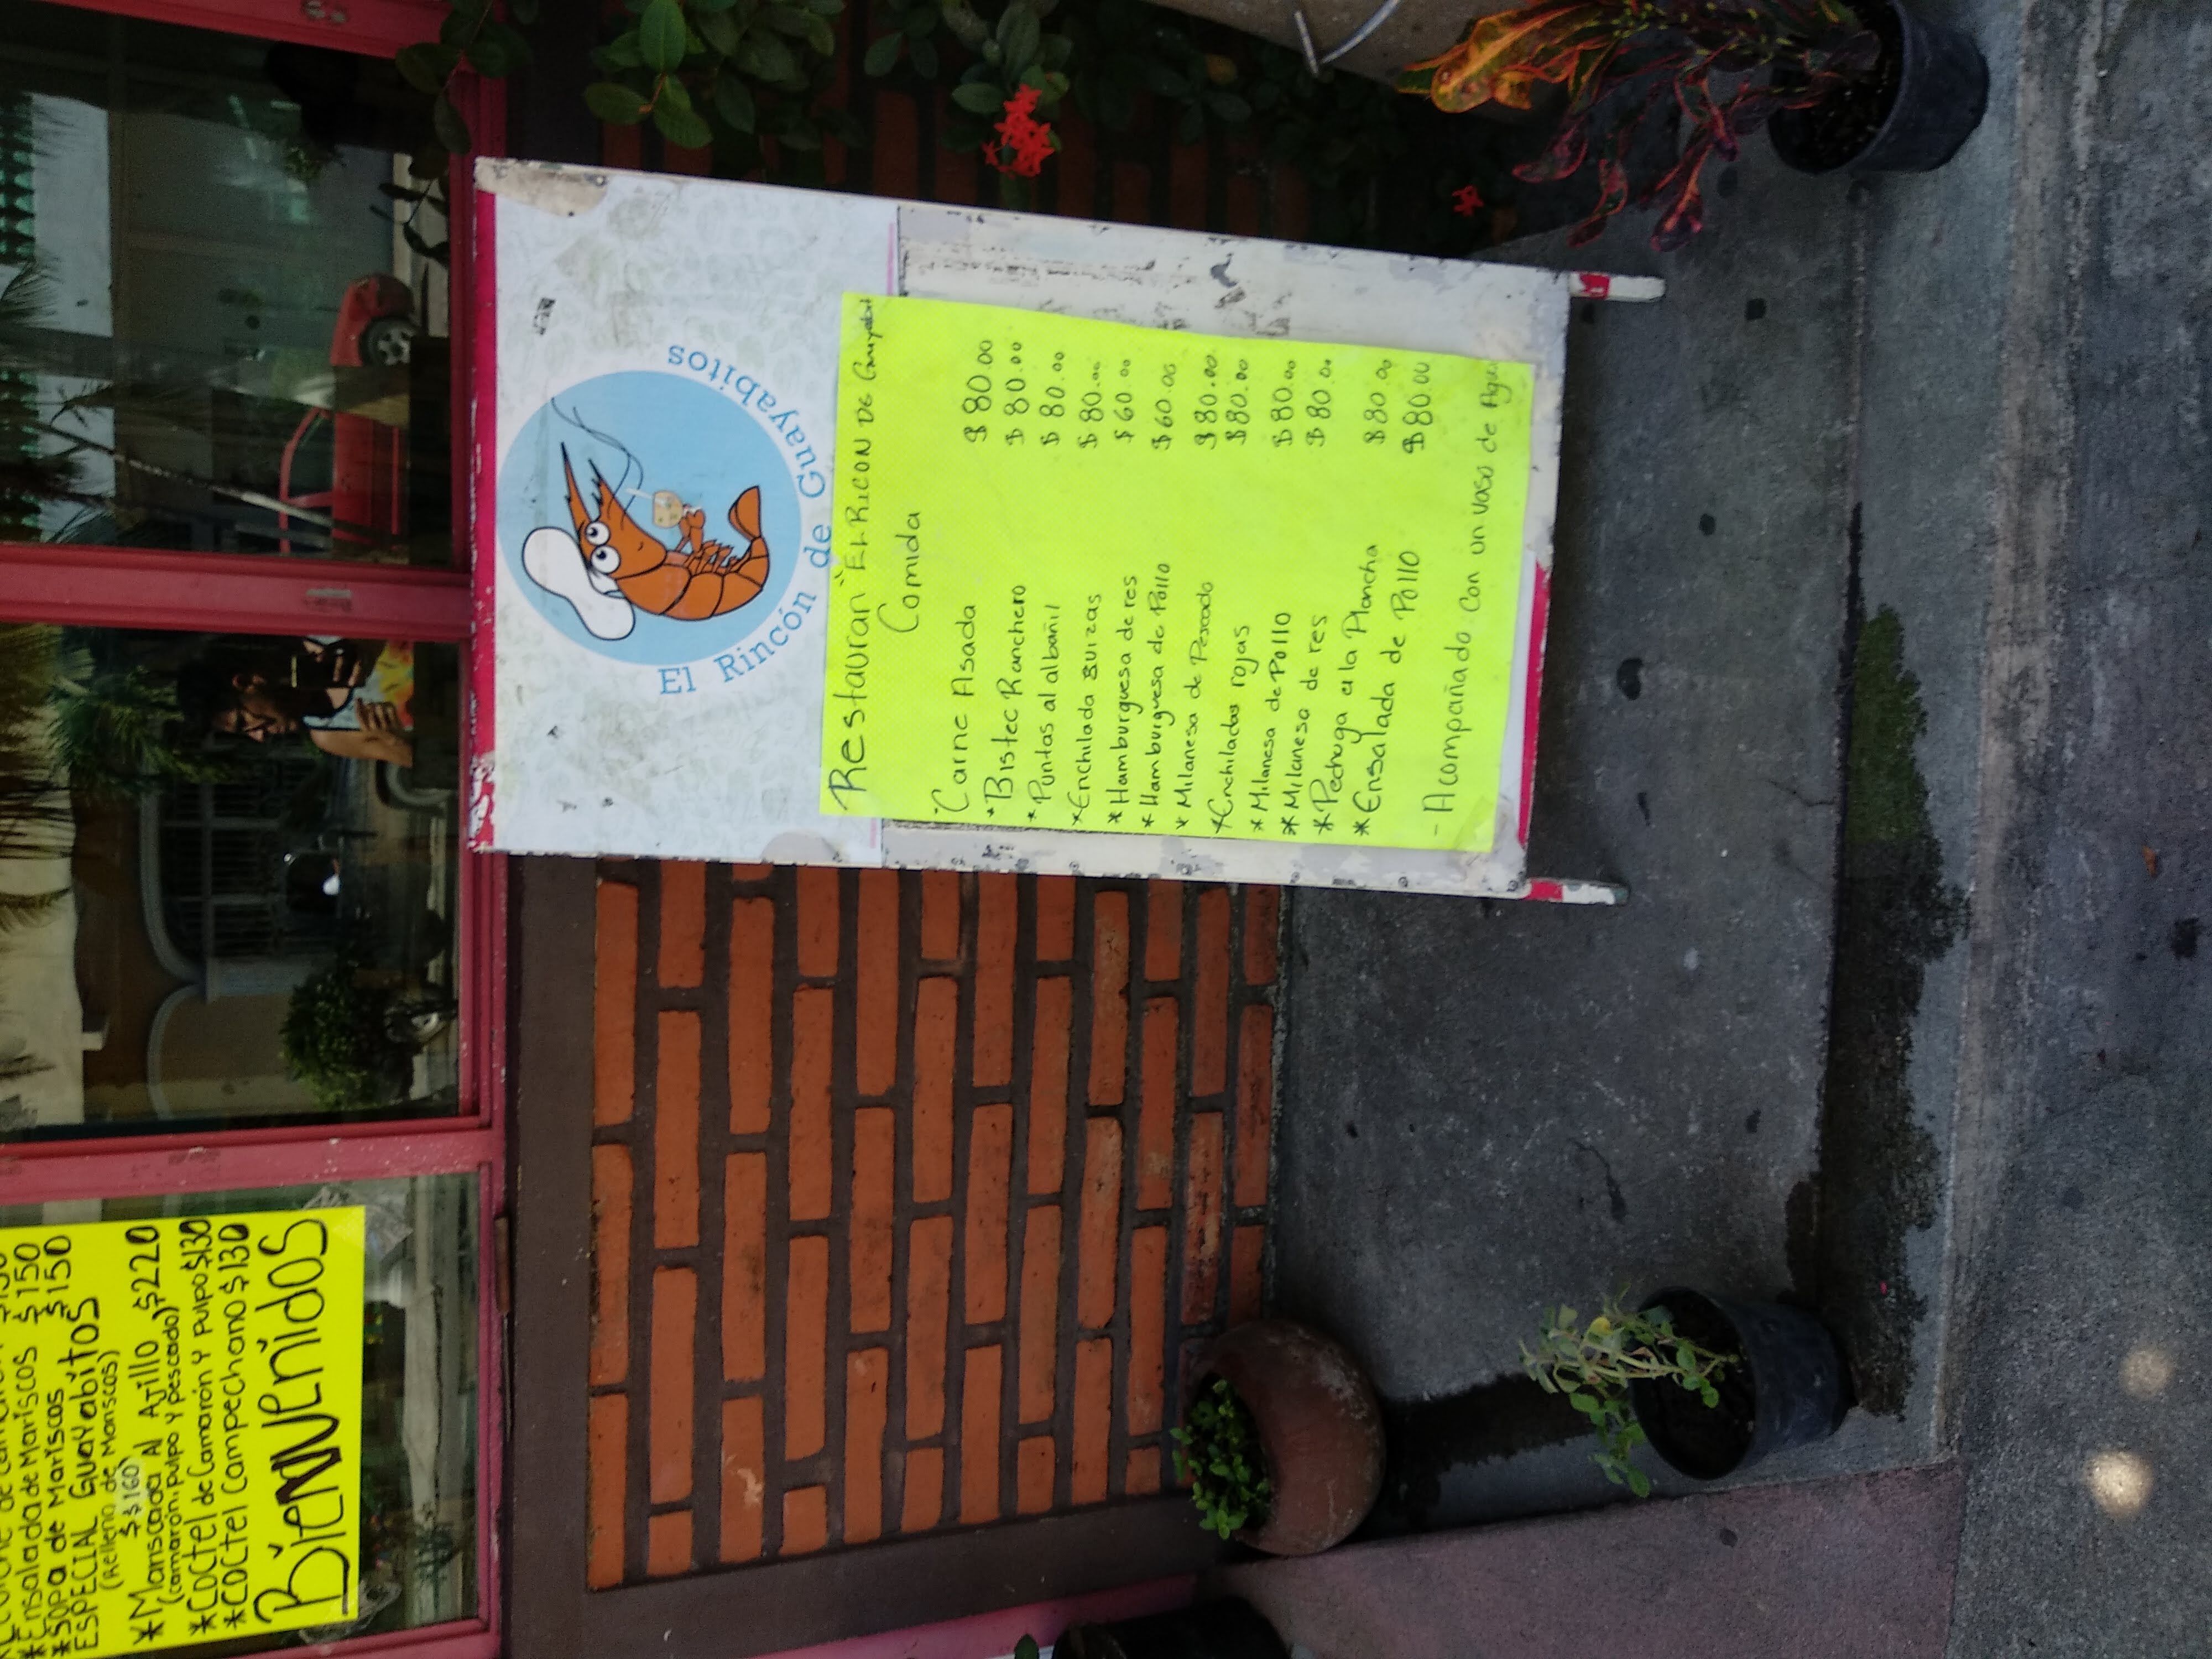 *Ensalada de Mariscos $150
*Sopa de Mariscos $150
ESPECIAL Guayabitos
(Relleno de Mariscos)
$$160
*Mariscada Al Ajillo $220
(camarón, pulpo y pescado)
*Coctel de Camarón Y pulpo $130
*Coctel Campechano $130
Bienvenidos
El Rincón de Guayabitos
Restauran "EL RICON DE Guayabit
Comida
*Carne Asada $80.00
*Bistec Ranchero $80.00
*Puntas al albañil $80.00
*Enchilada suizas $80.00
*Hamburguesa de res $60.00
*Hamburguesa de Pollo $60.00
*Milanesa de Pescado $80.00
*Enchiladas rojas $80.00
*Milanesa de Pollo $80.00
*Milanesa de res $80.00
*Pechuga a la Plancha $80.00
*Ensalada de Pollo $80.00
- Acompañado con un vaso de Agua